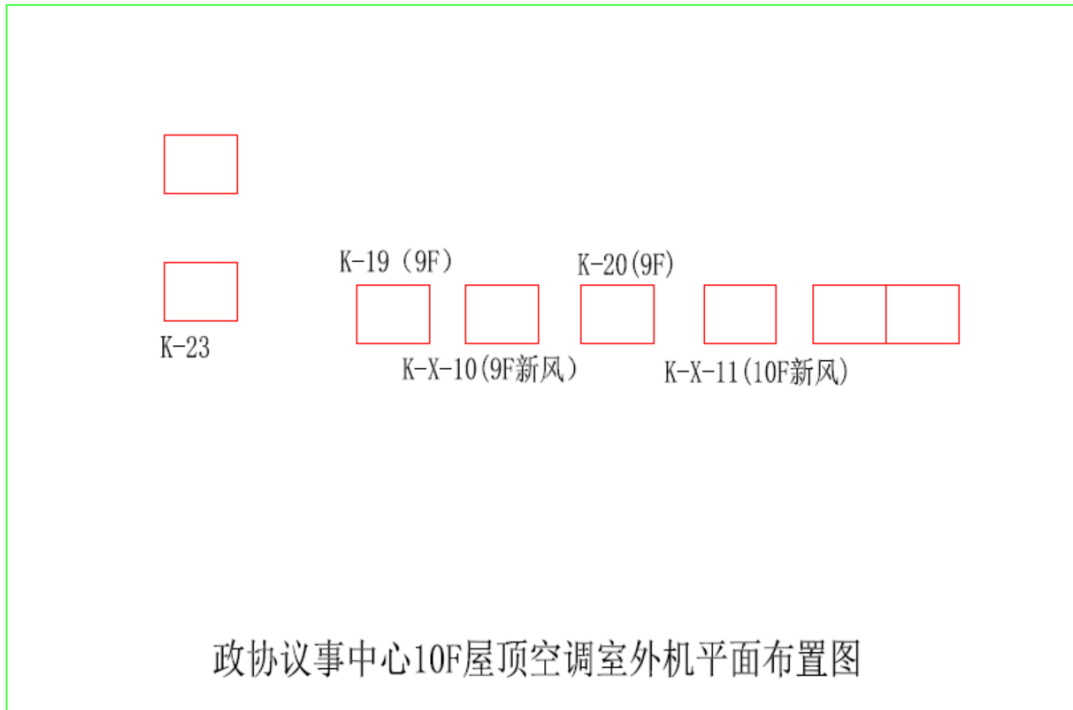 K-19（9F）
K-20(9F)
K-23
K-X-10(9F新风）
K-X-11(10F新风)
政协议事中心10F屋顶空调室外机平面布置图